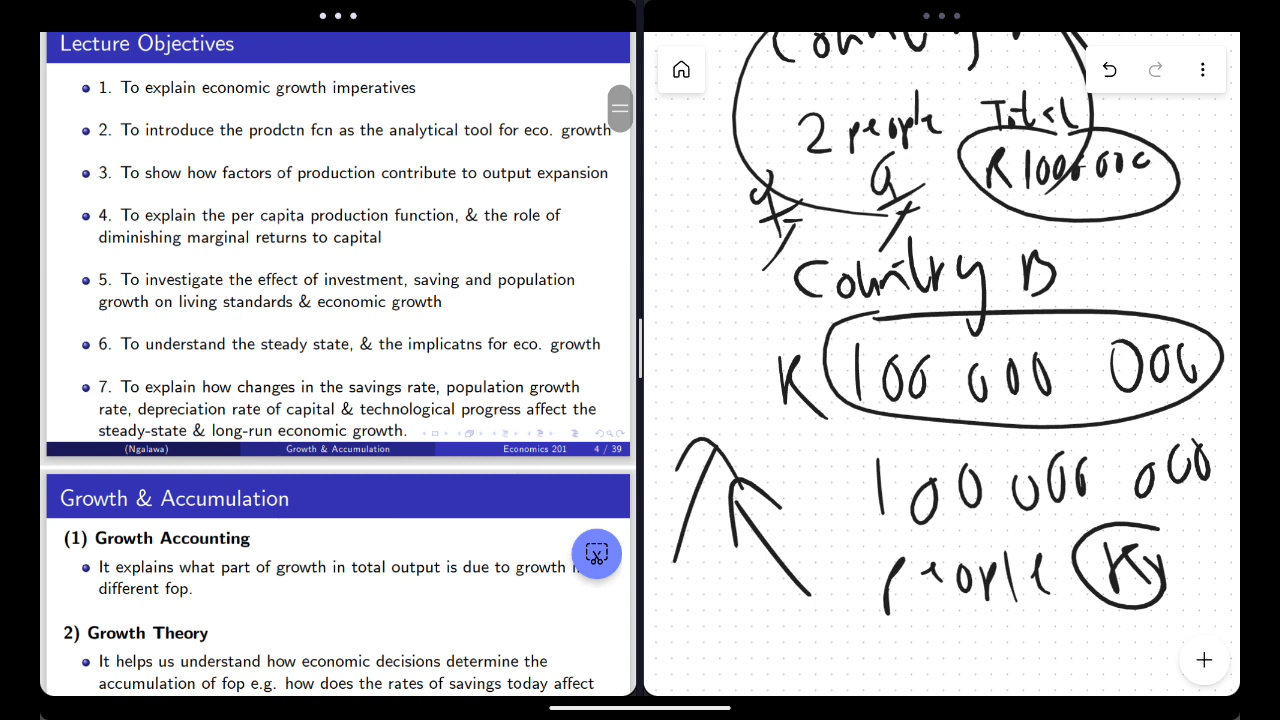 Lecture Objectives
1. To explain economic growth imperatives
2. To introduce the prodctn fcn as the analytical tool for eco. growth
3. To show how factors of production contribute to output expansion
4. To explain the per capita production function, & the role of
diminishing marginal returns to capital
5. To investigate the effect of investment, saving and population
growth on living standards & economic growth
6. To understand the steady state, & the implicatns for eco. growth
7. To explain how changes in the savings rate, population growth
rate, depreciation rate of capital & technological progress affect the
steady-state & long-run economic growth.
(Ngalawa) Growth & Accumulation Economics 201 4 / 39
Growth & Accumulation
(1) Growth Accounting
It explains what part of growth in total output is due to growth
different fop.
2) Growth Theory
It helps us understand how economic decisions determine the
accumulation of fop e.g. how does the rates of savings today affect
Country
2 people Total
Country B
R 100 000 000
100 000 000
people